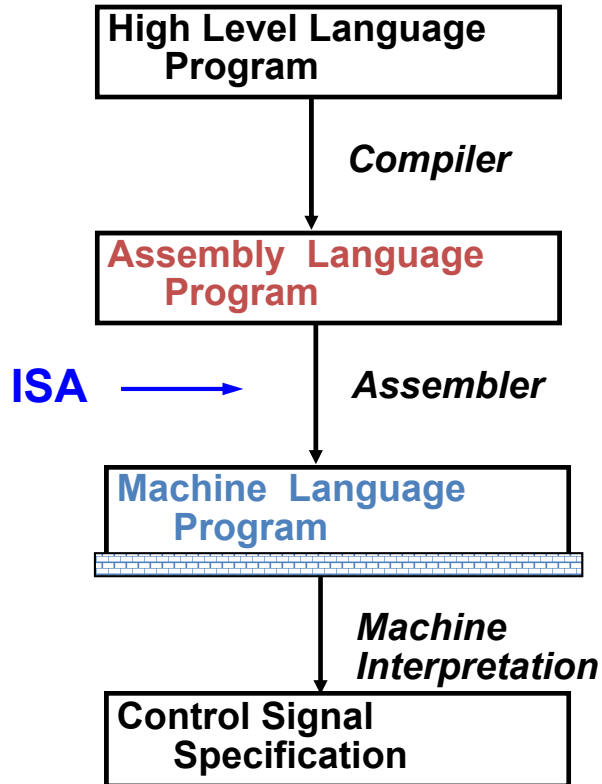 High Level Language
Program
Compiler
Assembly Language
Program
ISA
Assembler
Machine Language
Program
Machine
Interpretation
Control Signal
Specification